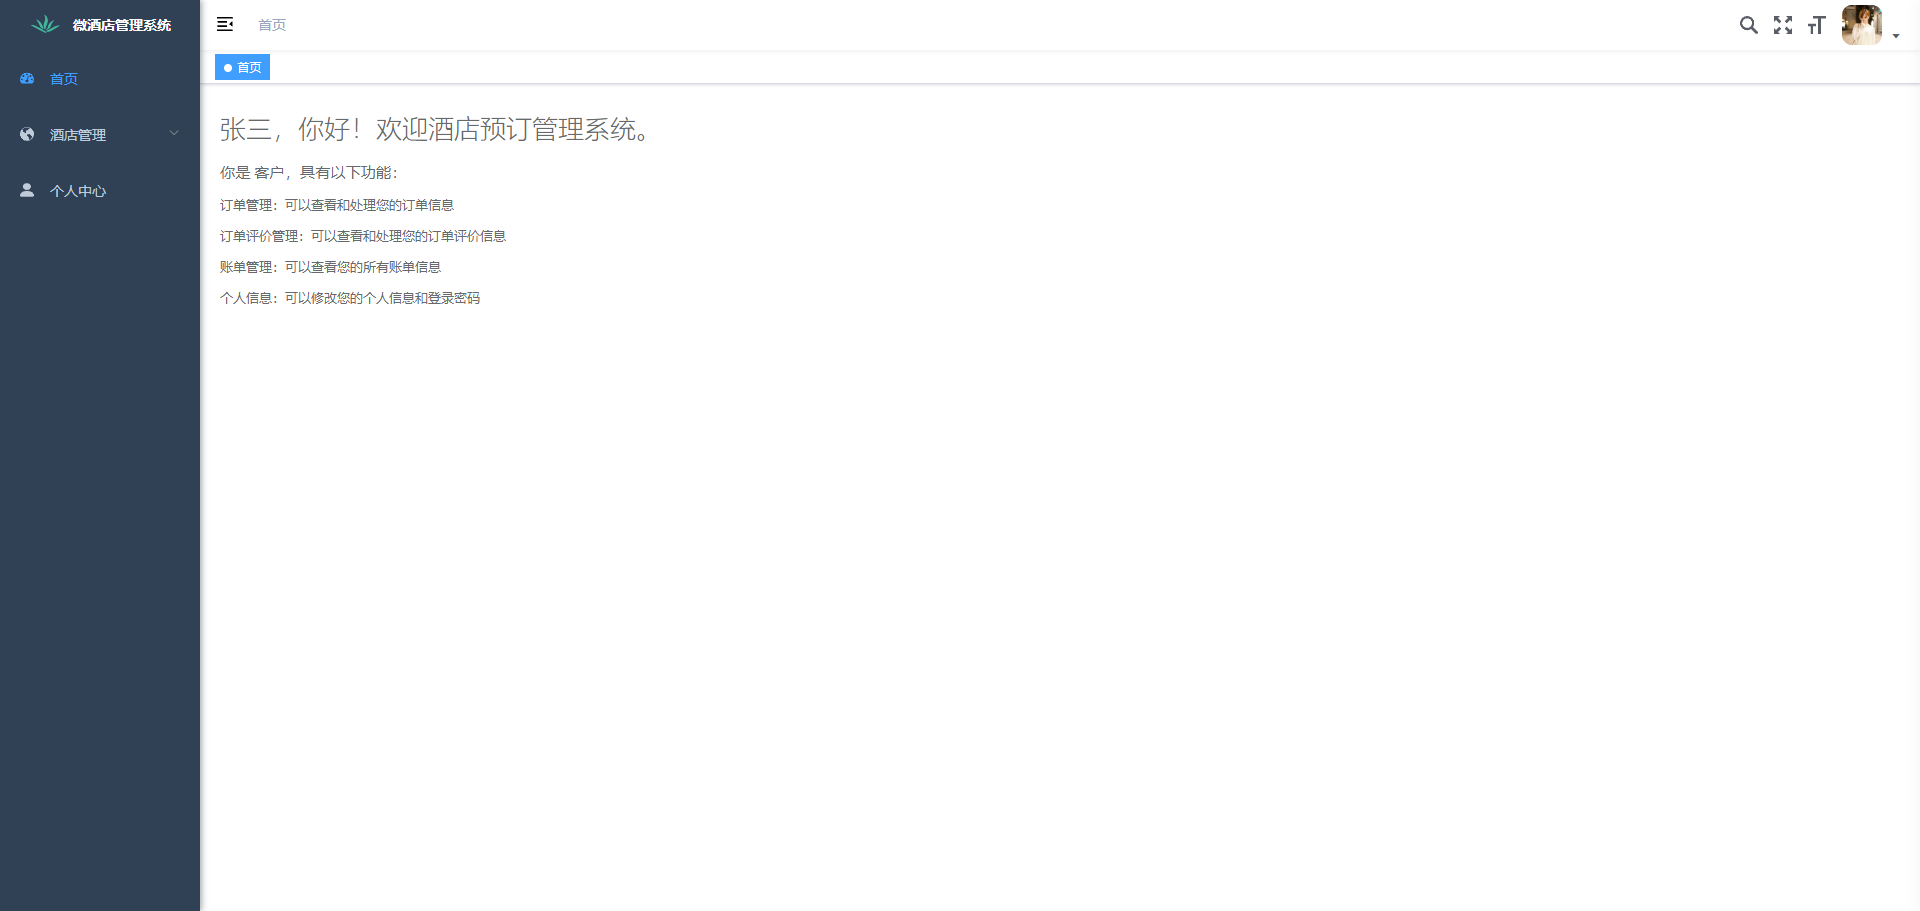 微酒店管理系统
首页
酒店管理
个人中心
首页
首页
张三，你好！欢迎酒店预订管理系统。
你是 客户，具有以下功能：
订单管理：可以查看和处理您的订单信息
订单评价管理：可以查看和处理您的订单评价信息
账单管理：可以查看您的所有账单信息
个人信息：可以修改您的个人信息和登录密码